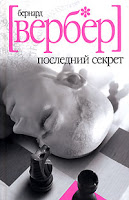 бернард
[вербер]
последний секрет